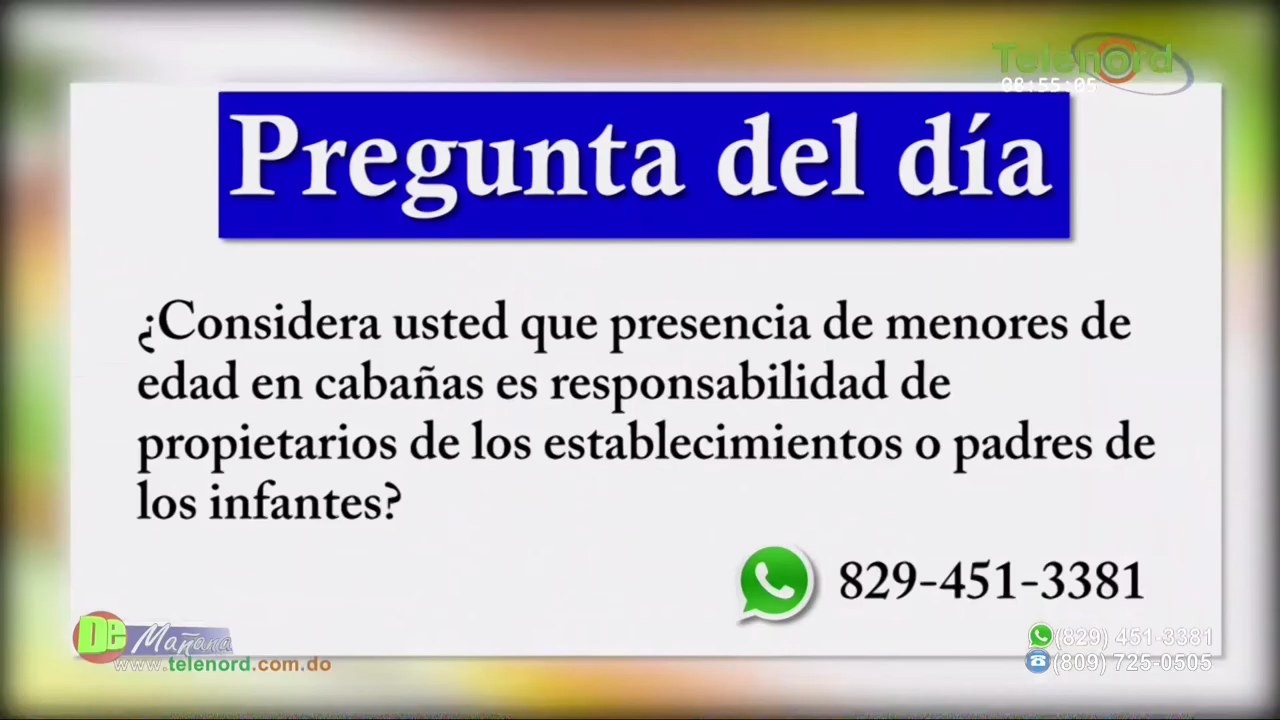 Telenord
08:55:05
Pregunta del día
¿Considera usted que presencia de menores de
edad en cabañas es responsabilidad de
propietarios de los establecimientos o padres de
los infantes?
829-451-3381
De Mañana
www.telenord.com.do
(829) 451-3381
(809) 725-0505